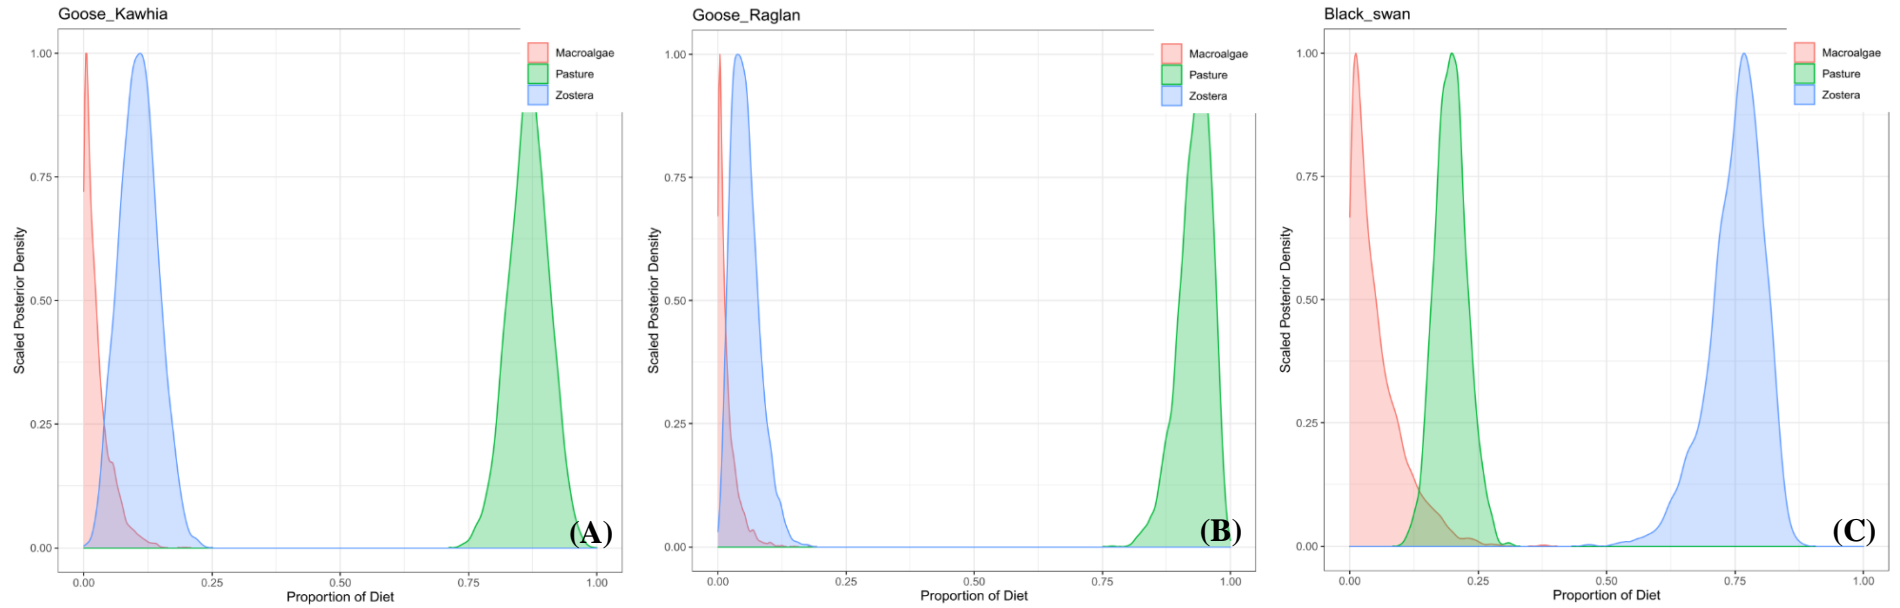 Goose_Kawhia
Macroalgae
Pasture
Zostera
1.00
0.75
0.50
0.25
0.00
Scaled Posterior Density
0.00 0.25 0.50 0.75 1.00
Proportion of Diet
(A)
Goose_Raglan
Macroalgae
Pasture
Zostera
1.00
0.75
0.50
0.25
0.00
Scaled Posterior Density
0.00 0.25 0.50 0.75 1.00
Proportion of Diet
(B)
Black_swan
Macroalgae
Pasture
Zostera
1.00
0.75
0.50
0.25
0.00
Scaled Posterior Density
0.00 0.25 0.50 0.75 1.00
Proportion of Diet
(C)